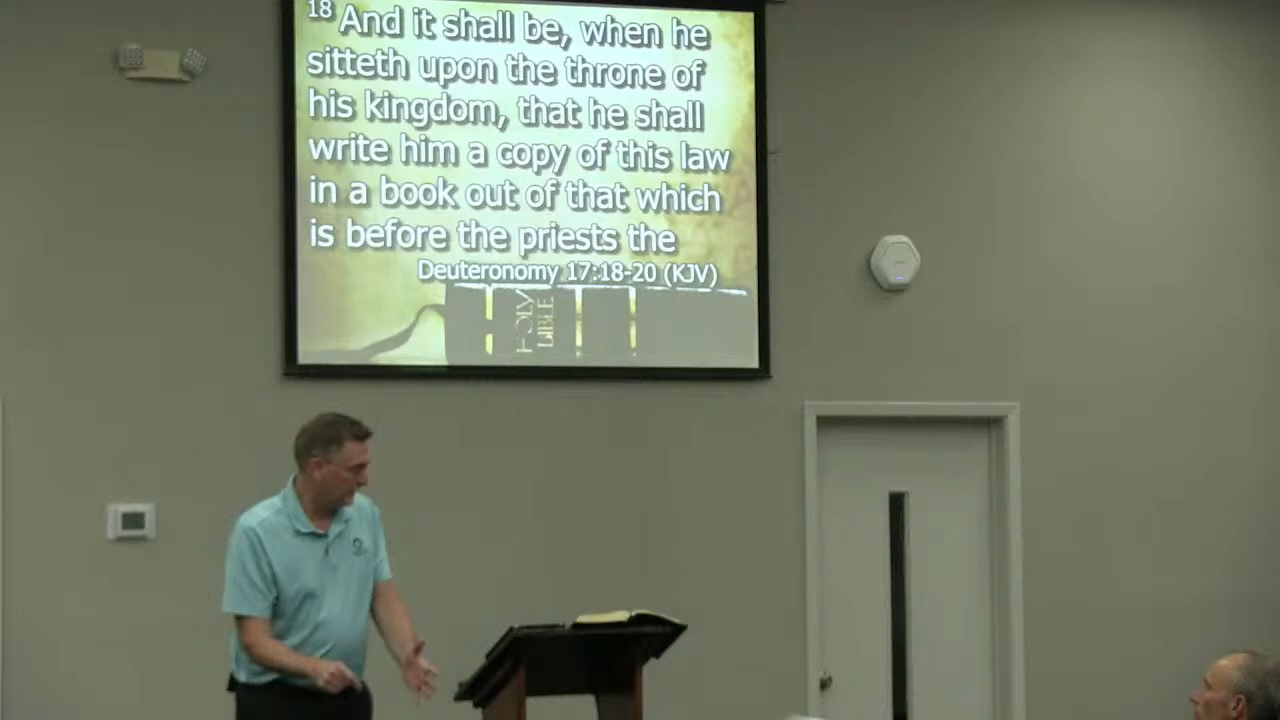 18 And it shall be, when he
sitteth upon the throne of
his kingdom, that he shall
write him a copy of this law
in a book out of that which
is before the priests the
Deuteronomy 17:18-20 (KJV)
HOLY
BIBLE